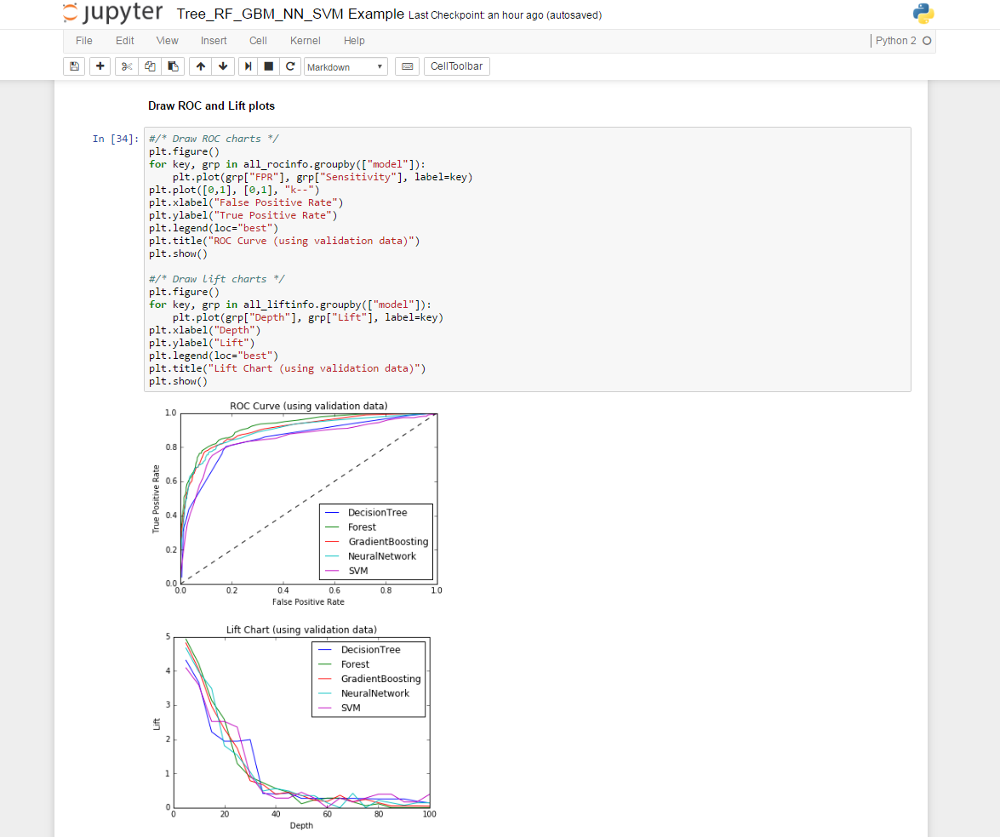 jupyter Tree_RF_GBM_NN_SVM Example Last Checkpoint: an hour ago (autosaved)
File Edit View Insert Cell Kernel Help Python 2
Markdown CellToolbar
Draw ROC and Lift plots
In [34]:
#/* Draw ROC charts */
plt.figure()
for key, grp in all_rocinfo.groupby(["model"]):
    plt.plot(grp["FPR"], grp["Sensitivity"], label=key)
plt.plot([0,1], [0,1], "k--")
plt.xlabel("False Positive Rate")
plt.ylabel("True Positive Rate")
plt.legend(loc="best")
plt.title("ROC Curve (using validation data)")
plt.show()
#/* Draw lift charts */
plt.figure()
for key, grp in all_liftinfo.groupby(["model"]):
    plt.plot(grp["Depth"], grp["Lift"], label=key)
plt.xlabel("Depth")
plt.ylabel("Lift")
plt.legend(loc="best")
plt.title("Lift Chart (using validation data)")
plt.show()
ROC Curve (using validation data)
1.0
0.8
0.6
0.4
0.2
0.0
True Positive Rate
DecisionTree
Forest
GradientBoosting
NeuralNetwork
SVM
0.0 0.2 0.4 0.6 0.8 1.0
False Positive Rate
Lift Chart (using validation data)
5
4
3
2
1
0
Lift
DecisionTree
Forest
GradientBoosting
NeuralNetwork
SVM
0 20 40 60 80 100
Depth